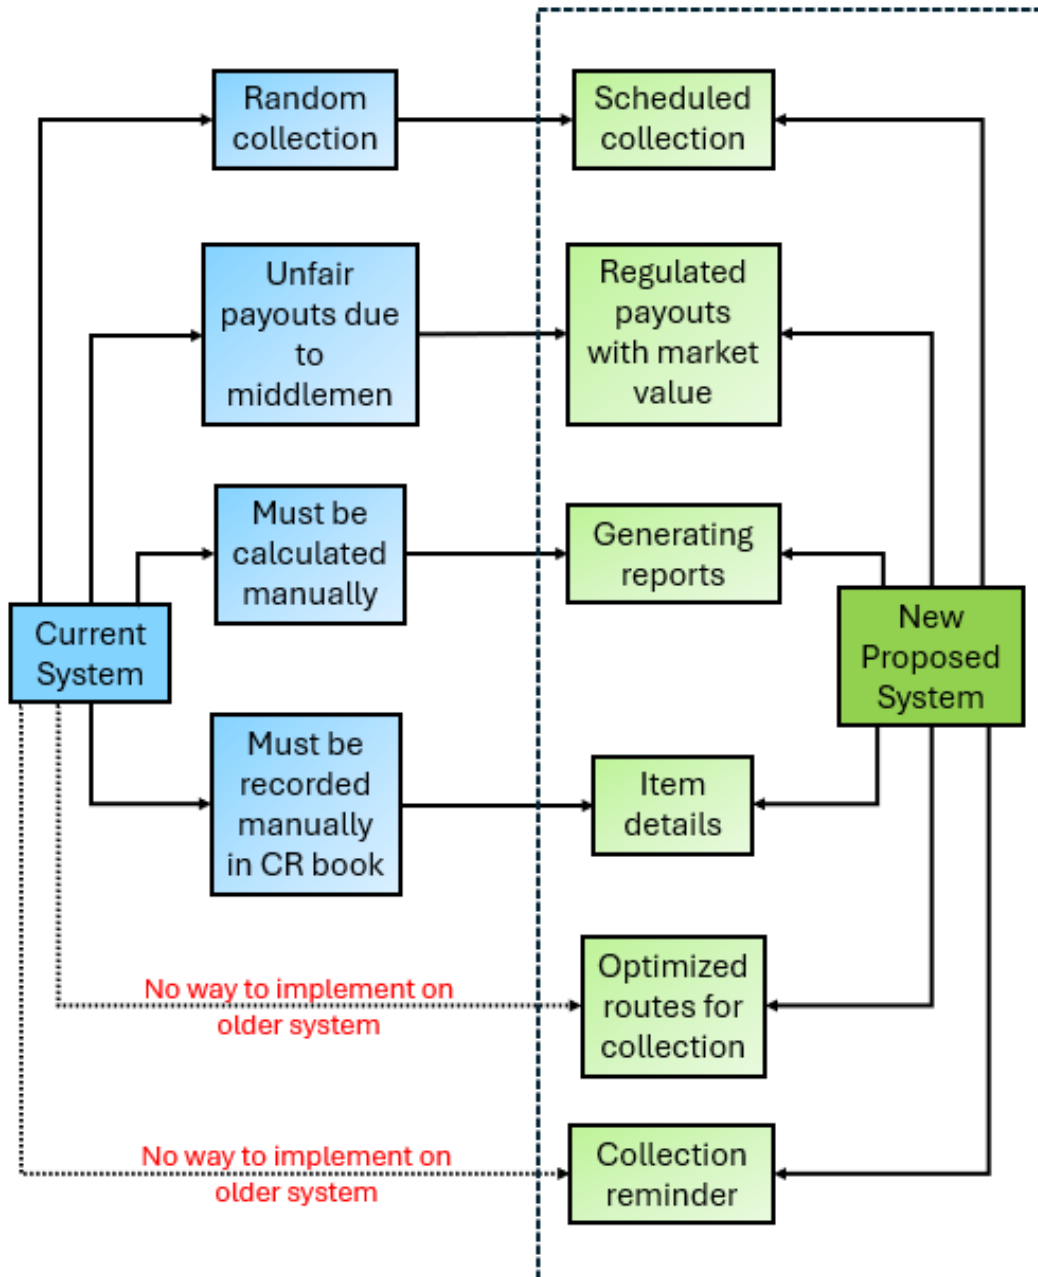 Random
collection
Scheduled
collection
Unfair
payouts due
to
middlemen
Regulated
payouts
with market
value
Must be
calculated
manually
Generating
reports
Current
System
New
Proposed
System
Must be
recorded
manually
in CR book
Item
details
No way to implement on
older system
Optimized
routes for
collection
No way to implement on
older system
Collection
reminder